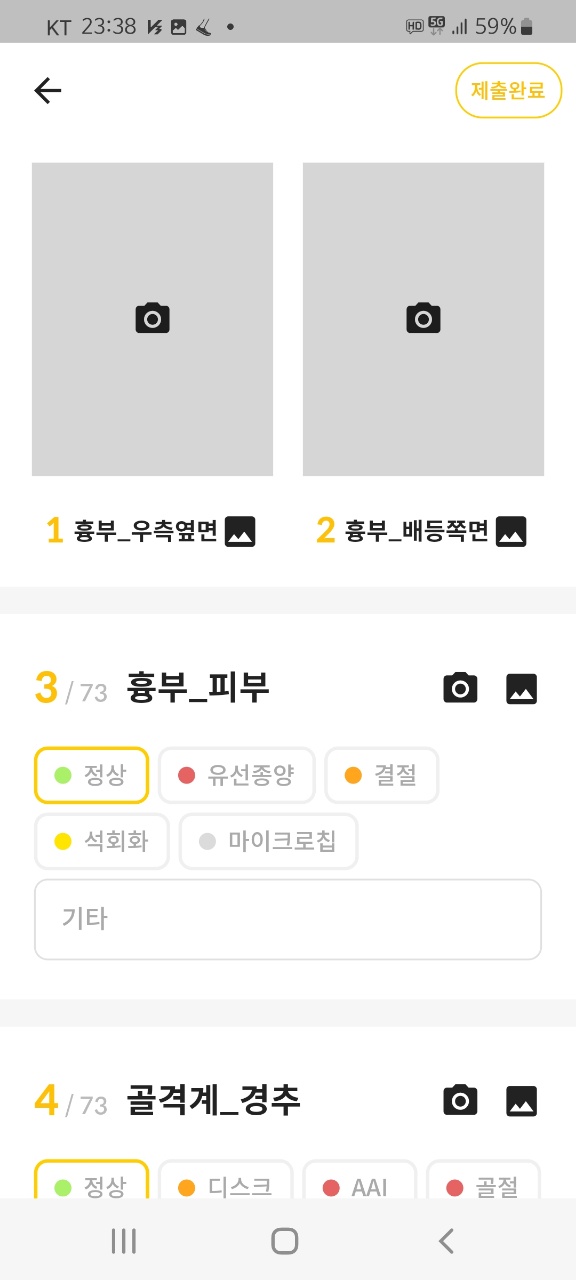 KT 23:38 HD 5G 59%
제출완료
1 흉부_우측옆면 2 흉부_배등쪽면
3 / 73 흉부_피부
정상 유선종양 결절
석회화 마이크로칩
기타
4 / 73 골격계_경추
정상 디스크 AAI 골절